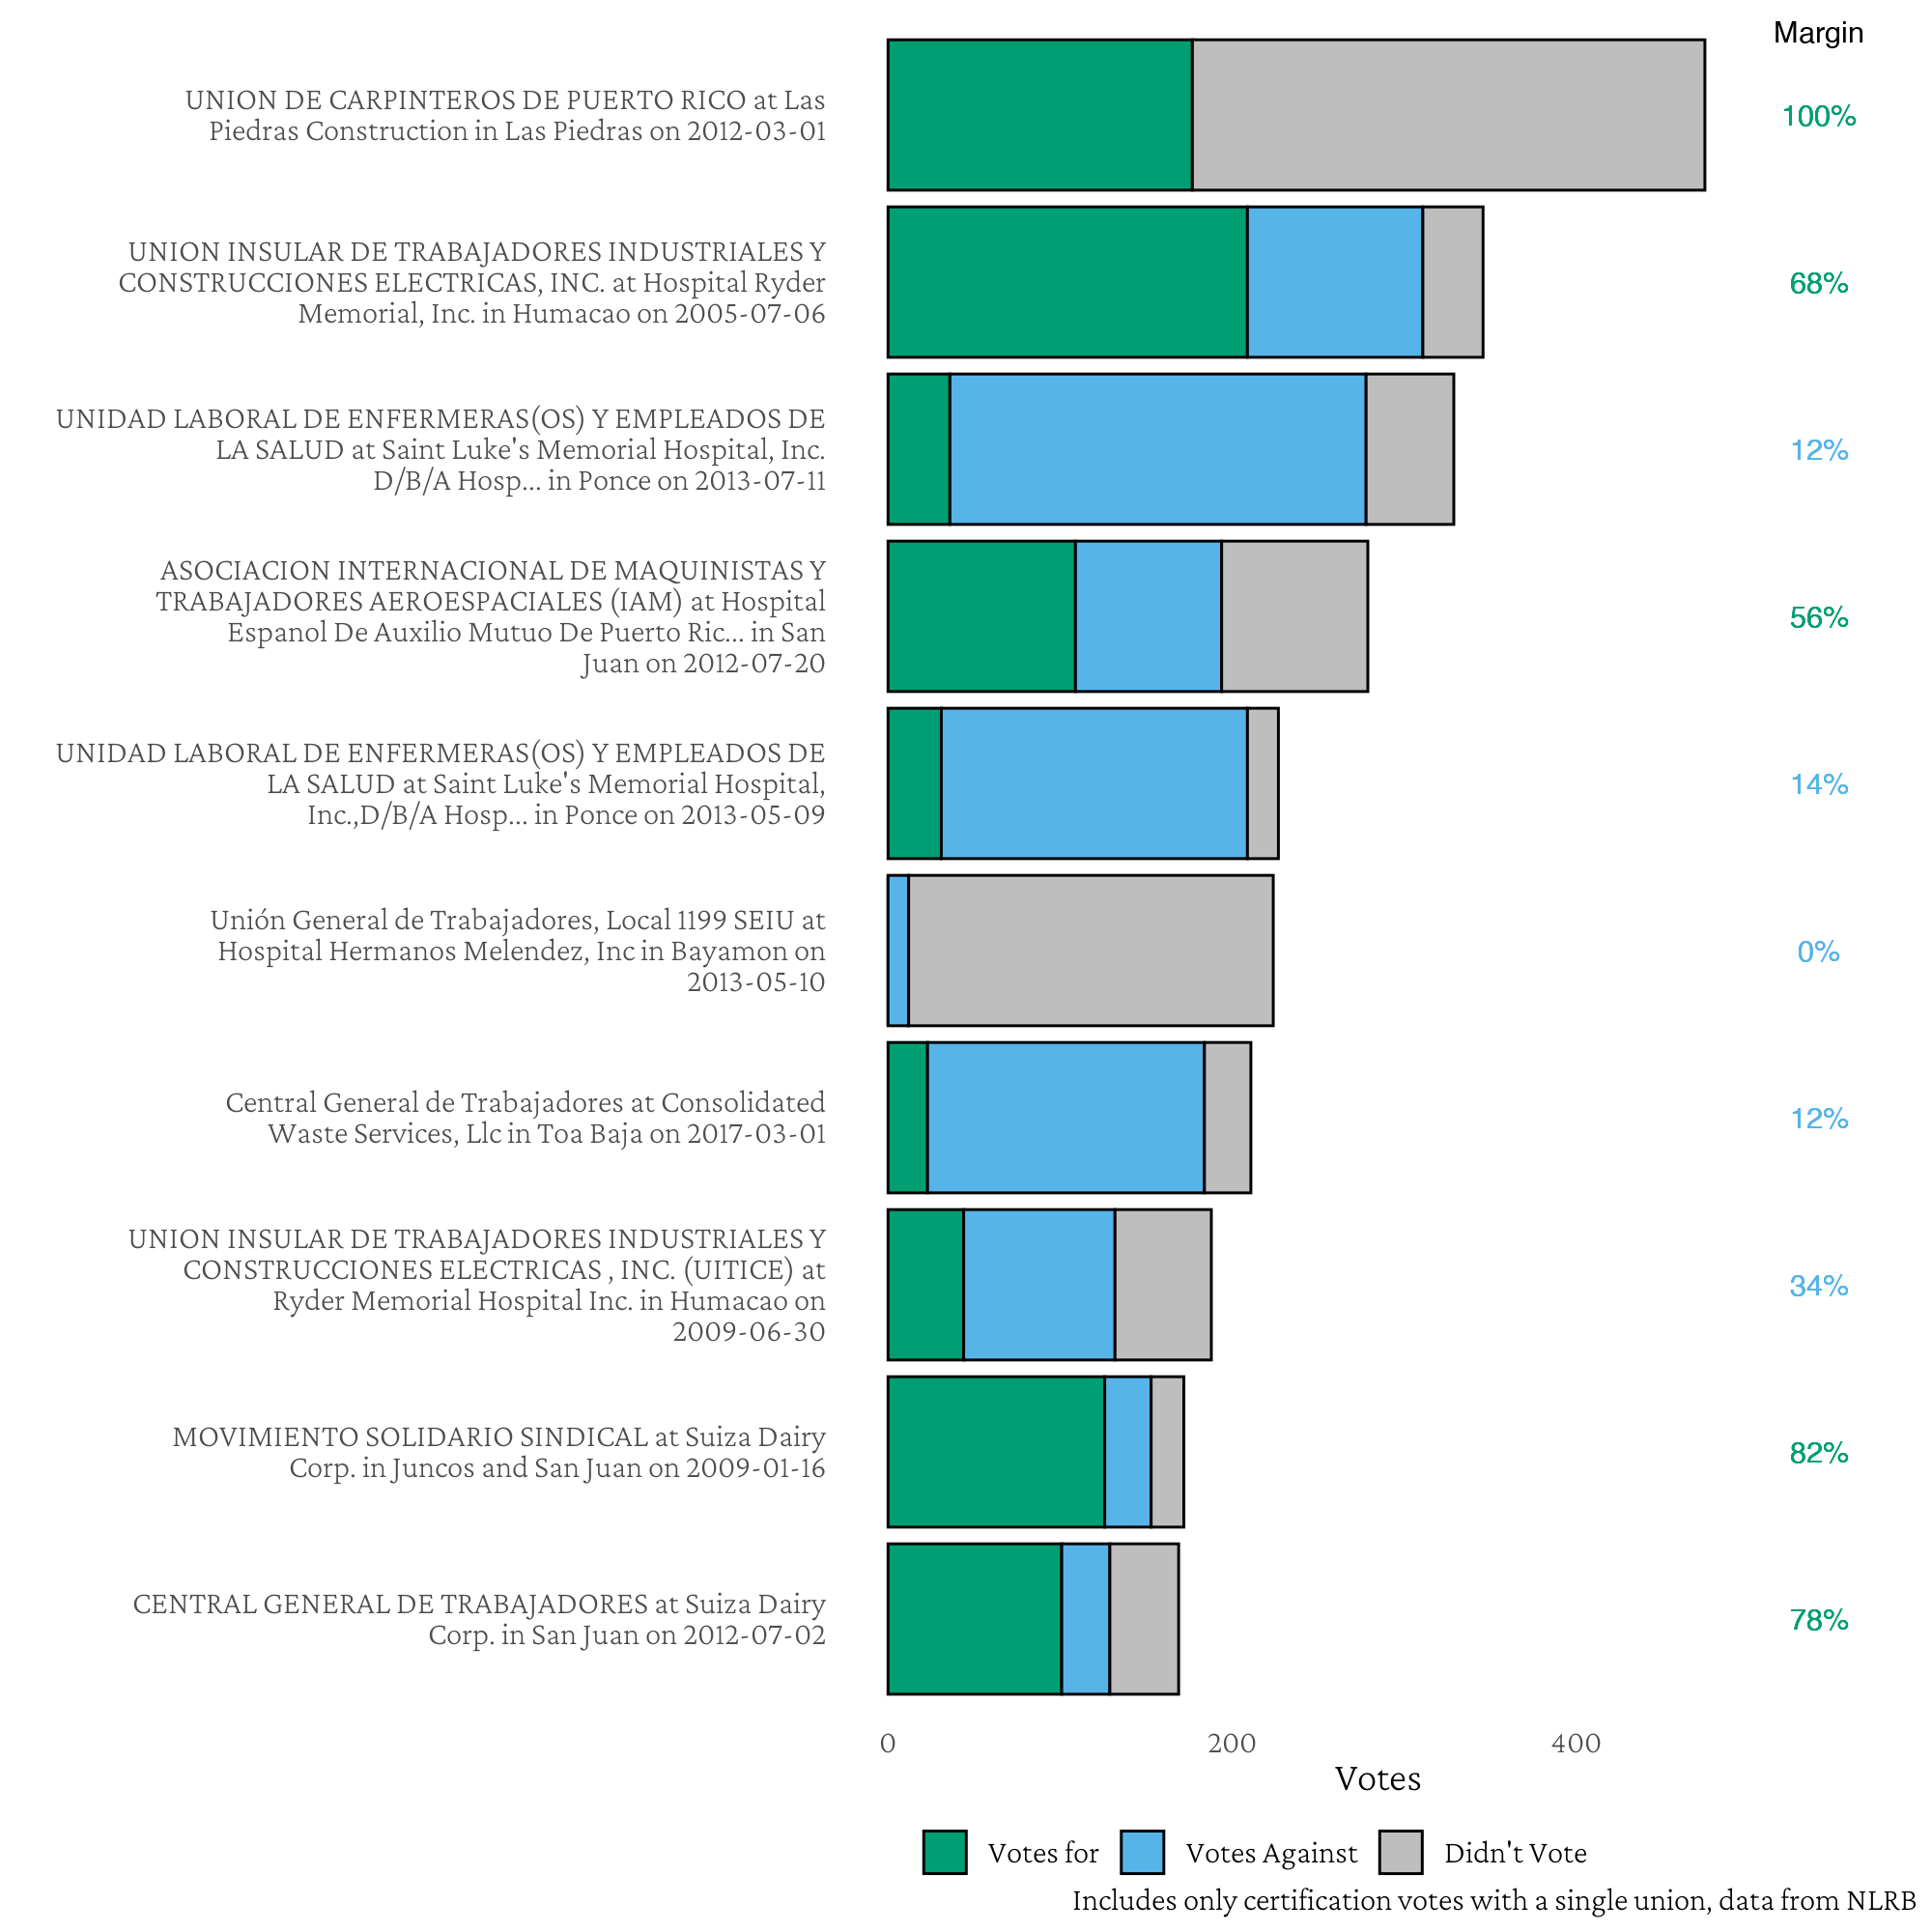 Margin
UNION DE CARPINTEROS DE PUERTO RICO at Las
Piedras Construction in Las Piedras on 2012-03-01
100%
UNION INSULAR DE TRABAJADORES INDUSTRIALES Y
CONSTRUCCIONES ELECTRICAS, INC. at Hospital Ryder
Memorial, Inc. in Humacao on 2005-07-06
68%
UNIDAD LABORAL DE ENFERMERAS(OS) Y EMPLEADOS DE
LA SALUD at Saint Luke's Memorial Hospital, Inc.
D/B/A Hosp... in Ponce on 2013-07-11
12%
ASOCIACION INTERNACIONAL DE MAQUINISTAS Y
TRABAJADORES AEROESPACIALES (IAM) at Hospital
Espanol De Auxilio Mutuo De Puerto Ric... in San
Juan on 2012-07-20
56%
UNIDAD LABORAL DE ENFERMERAS(OS) Y EMPLEADOS DE
LA SALUD at Saint Luke's Memorial Hospital,
Inc.,D/B/A Hosp... in Ponce on 2013-05-09
14%
Unión General de Trabajadores, Local 1199 SEIU at
Hospital Hermanos Melendez, Inc in Bayamon on
2013-05-10
0%
Central General de Trabajadores at Consolidated
Waste Services, Llc in Toa Baja on 2017-03-01
12%
UNION INSULAR DE TRABAJADORES INDUSTRIALES Y
CONSTRUCCIONES ELECTRICAS , INC. (UITICE) at
Ryder Memorial Hospital Inc. in Humacao on
2009-06-30
34%
MOVIMIENTO SOLIDARIO SINDICAL at Suiza Dairy
Corp. in Juncos and San Juan on 2009-01-16
82%
CENTRAL GENERAL DE TRABAJADORES at Suiza Dairy
Corp. in San Juan on 2012-07-02
78%
0 200 400
Votes
Votes for Votes Against Didn't Vote
Includes only certification votes with a single union, data from NLRB